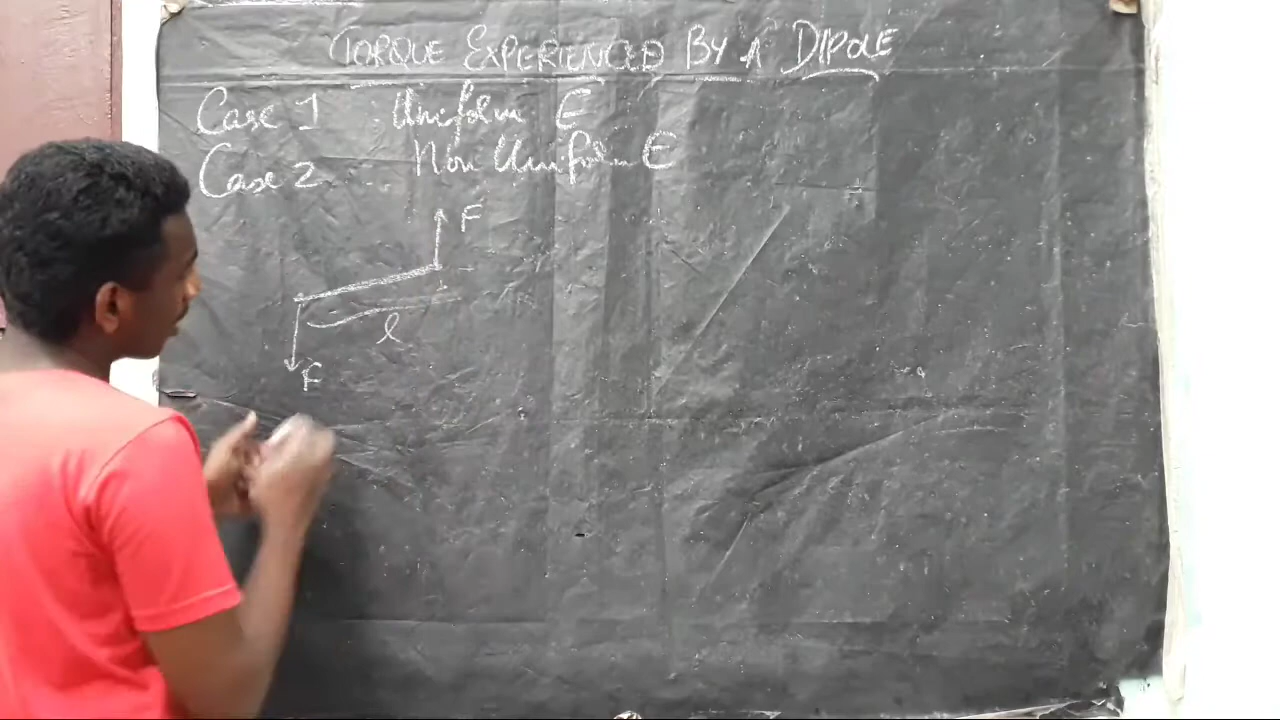 TORQUE EXPERIENCED BY A DIPOLE
Case 1 : Uniform E
Case 2 : Non Uniform E
F
l
F